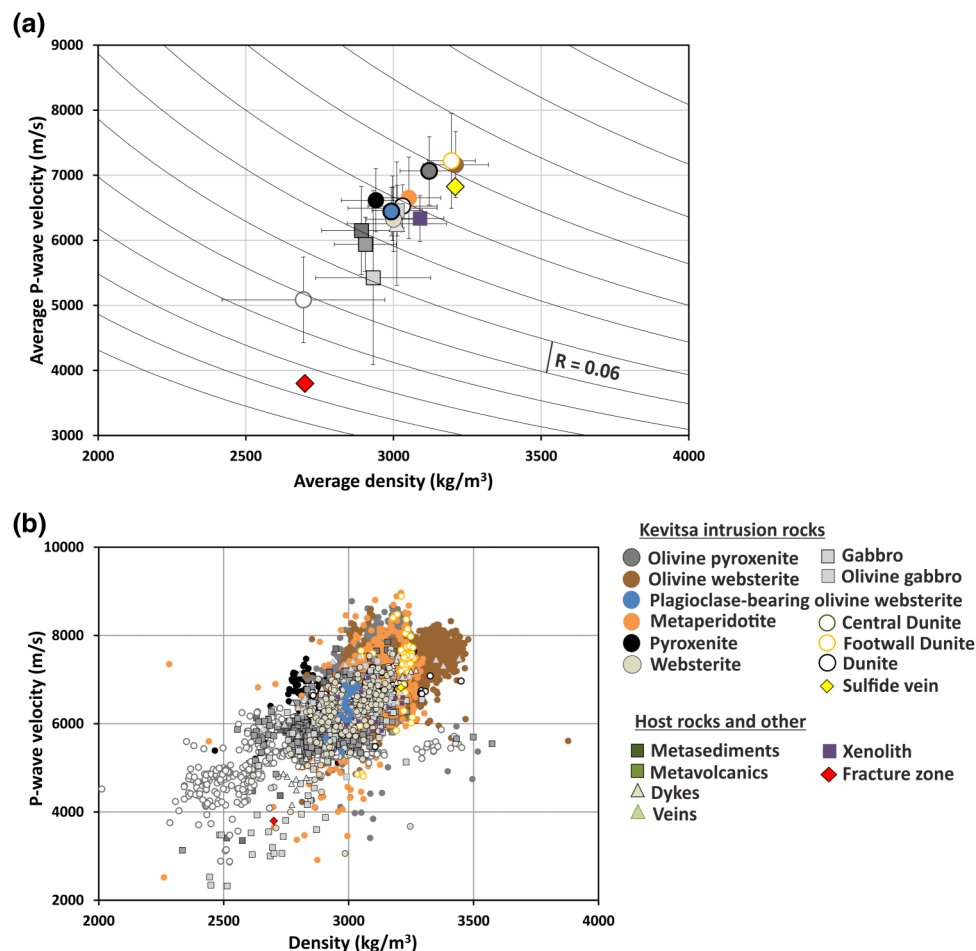 (a)
9000
8000
7000
6000
5000
4000
3000
Average P-wave velocity (m/s)
R = 0.06
2000 2500 3000 3500 4000
Average density (kg/m³)
(b)
10000
8000
6000
4000
2000
P-wave velocity (m/s)
2000 2500 3000 3500 4000
Density (kg/m³)
Kevitsa intrusion rocks
Olivine pyroxenite
Olivine websterite
Plagioclase-bearing olivine websterite
Metaperidotite
Pyroxenite
Websterite
Gabbro
Olivine gabbro
Central Dunite
Footwall Dunite
Dunite
Sulfide vein
Host rocks and other
Metasediments
Metavolcanics
Dykes
Veins
Xenolith
Fracture zone